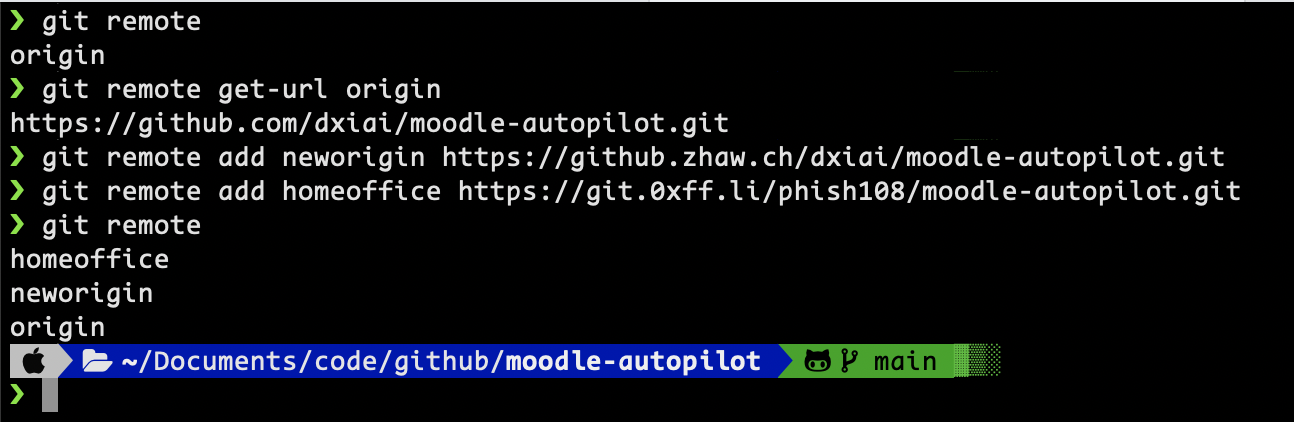 ❯ git remote
origin
❯ git remote get-url origin
https://github.com/dxiai/moodle-autopilot.git
❯ git remote add neworigin https://github.zhaw.ch/dxiai/moodle-autopilot.git
❯ git remote add homeoffice https://git.0xff.li/phish108/moodle-autopilot.git
❯ git remote
homeoffice
neworigin
origin
~/Documents/code/github/moodle-autopilot main
❯